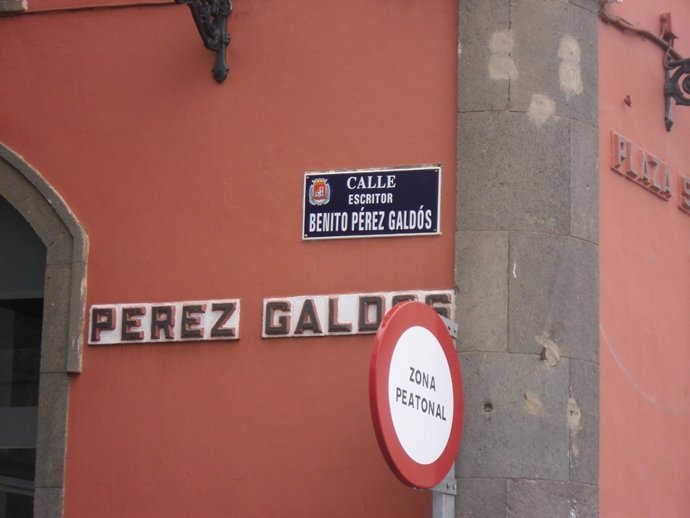 CALLE
ESCRITOR
BENITO PÉREZ GALDÓS
PEREZ GALDOS
ZONA
PEATONAL
PLAZA